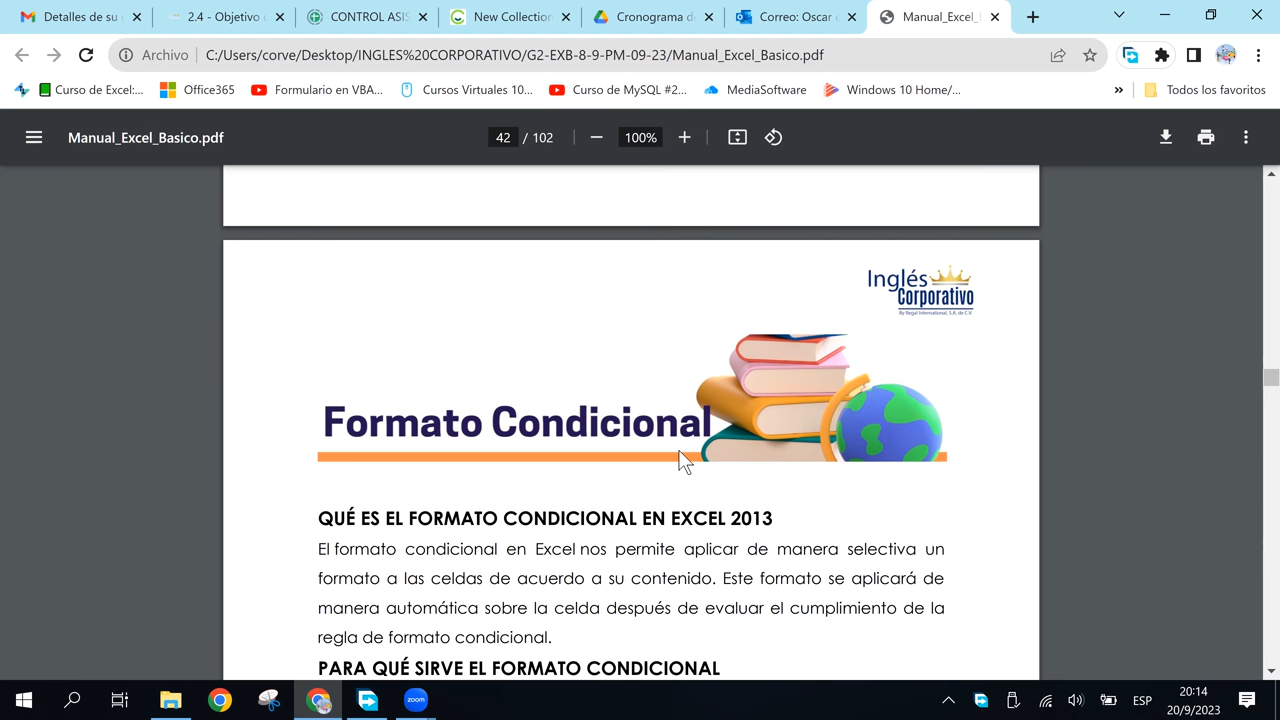 Detalles de su
2.4 - Objetivo
CONTROL ASIS
New Collection
Cronograma de
Correo: Oscar
Manual_Excel_
Archivo
C:/Users/corve/Desktop/INGLES%20CORPORATIVO/G2-EXB-8-9-PM-09-23/Manual_Excel_Basico.pdf
Curso de Excel:...
Office365
Formulario en VBA...
Cursos Virtuales 10...
Curso de MySQL #2...
MediaSoftware
Windows 10 Home/...
»
Todos los favoritos
Manual_Excel_Basico.pdf
42 / 102
100%
Inglés
Corporativo
By Regal International, S.A. de C.V.
Formato Condicional
QUÉ ES EL FORMATO CONDICIONAL EN EXCEL 2013
El formato condicional en Excel nos permite aplicar de manera selectiva un
formato a las celdas de acuerdo a su contenido. Este formato se aplicará de
manera automática sobre la celda después de evaluar el cumplimiento de la
regla de formato condicional.
PARA QUÉ SIRVE EL FORMATO CONDICIONAL
zoom
ESP
20:14
20/9/2023